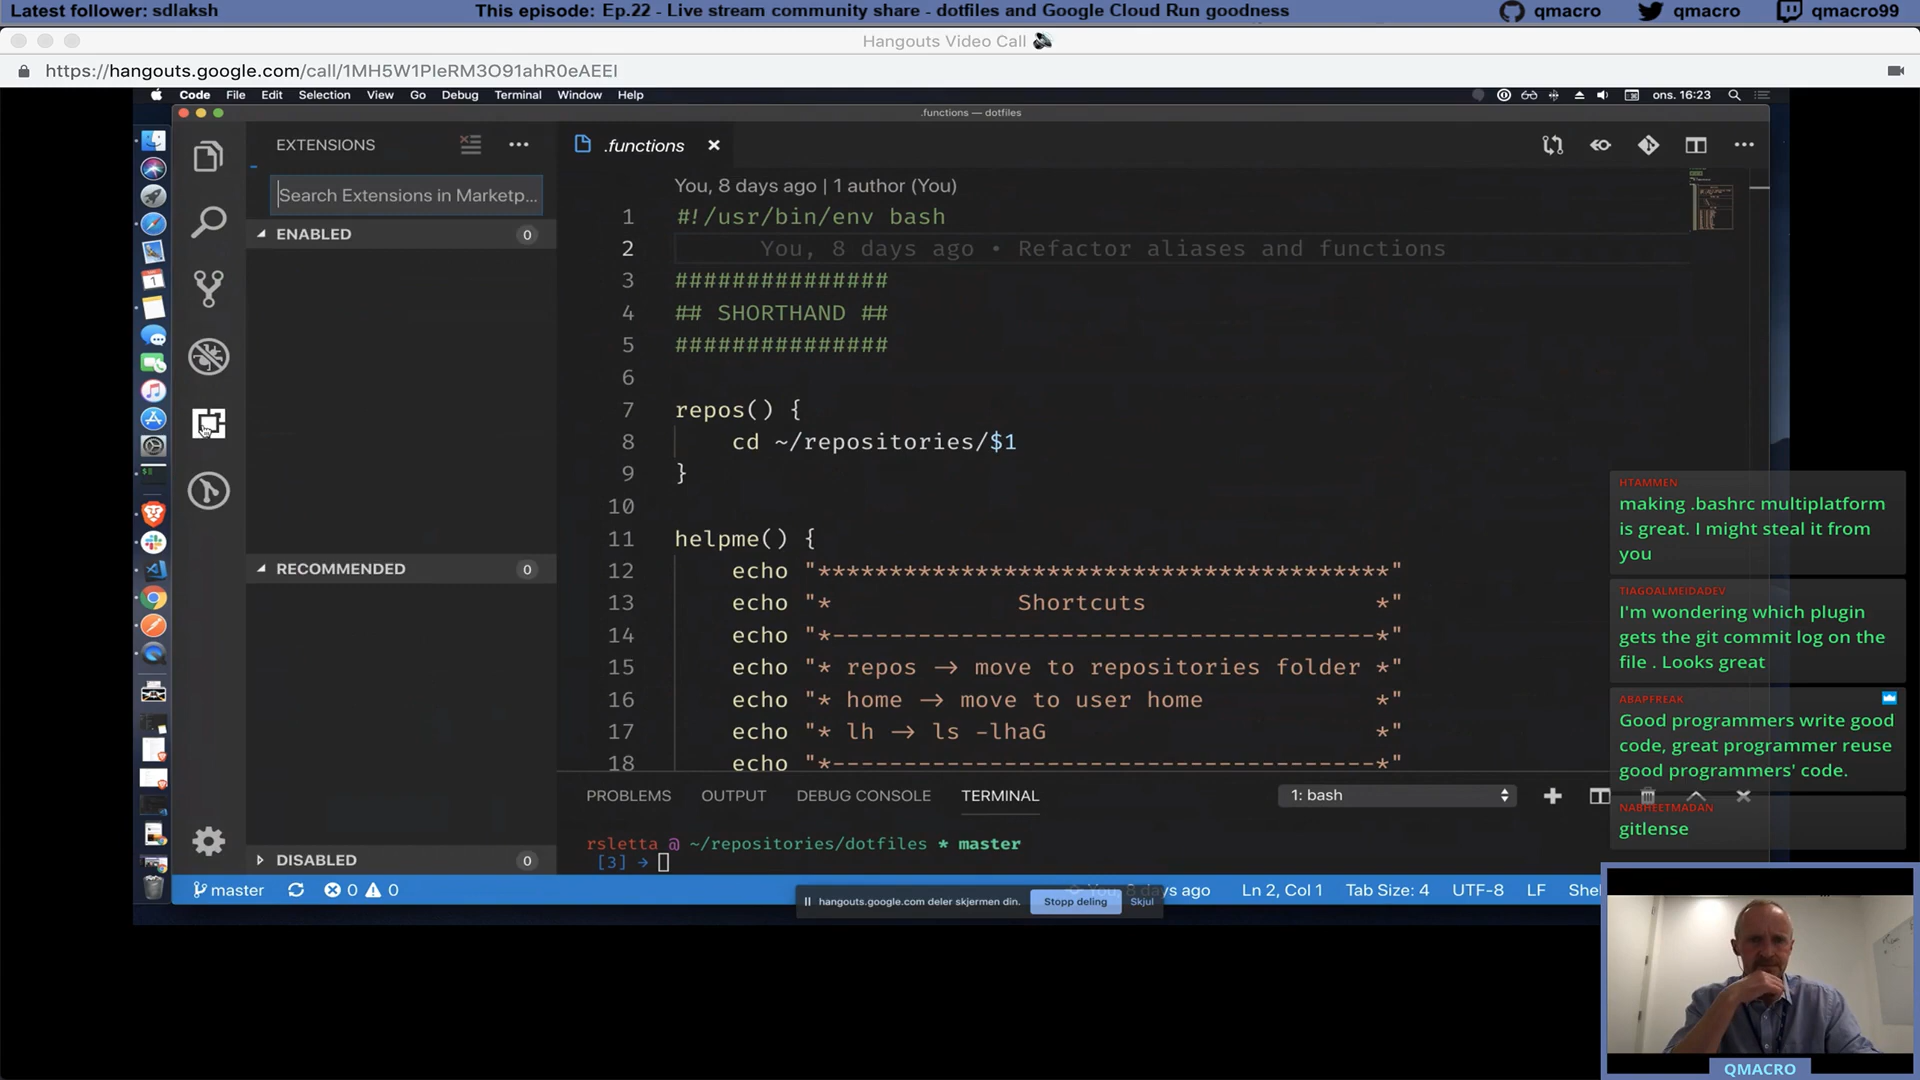 Latest follower: sdlaksh
This episode: Ep.22 - Live stream community share - dotfiles and Google Cloud Run goodness
qmacro
qmacro
qmacro99
Hangouts Video Call
https://hangouts.google.com/call/1MH5W1PIeRM3O91ahR0eAEEI
Code File Edit Selection View Go Debug Terminal Window Help
ons. 16:23
.functions — dotfiles
EXTENSIONS
.functions
Search Extensions in Marketp...
ENABLED 0
RECOMMENDED 0
DISABLED 0
You, 8 days ago | 1 author (You)
1 #!/usr/bin/env bash
2 You, 8 days ago • Refactor aliases and functions
3 ###############
4 ## SHORTHAND ##
5 ###############
6
7 repos() {
8 cd ~/repositories/$1
9 }
10
11 helpme() {
12 echo "****************************************"
13 echo "* Shortcuts *"
14 echo "*--------------------------------------*"
15 echo "* repos -> move to repositories folder *"
16 echo "* home -> move to user home *"
17 echo "* lh -> ls -lhaG *"
18 echo "*--------------------------------------*"
PROBLEMS OUTPUT DEBUG CONSOLE TERMINAL
1: bash
rsletta @ ~/repositories/dotfiles * master
[3] →
master 0 0
ys ago Ln 2, Col 1 Tab Size: 4 UTF-8 LF Shel
hangouts.google.com deler skjermen din. Stopp deling Skjul
HTAMMEN
making .bashrc multiplatform
is great. I might steal it from
you
TIAGOALMEIDADEV
I'm wondering which plugin
gets the git commit log on the
file . Looks great
ABAPFREAK
Good programmers write good
code, great programmer reuse
good programmers' code.
NABHEETMADAN
gitlense
QMACRO